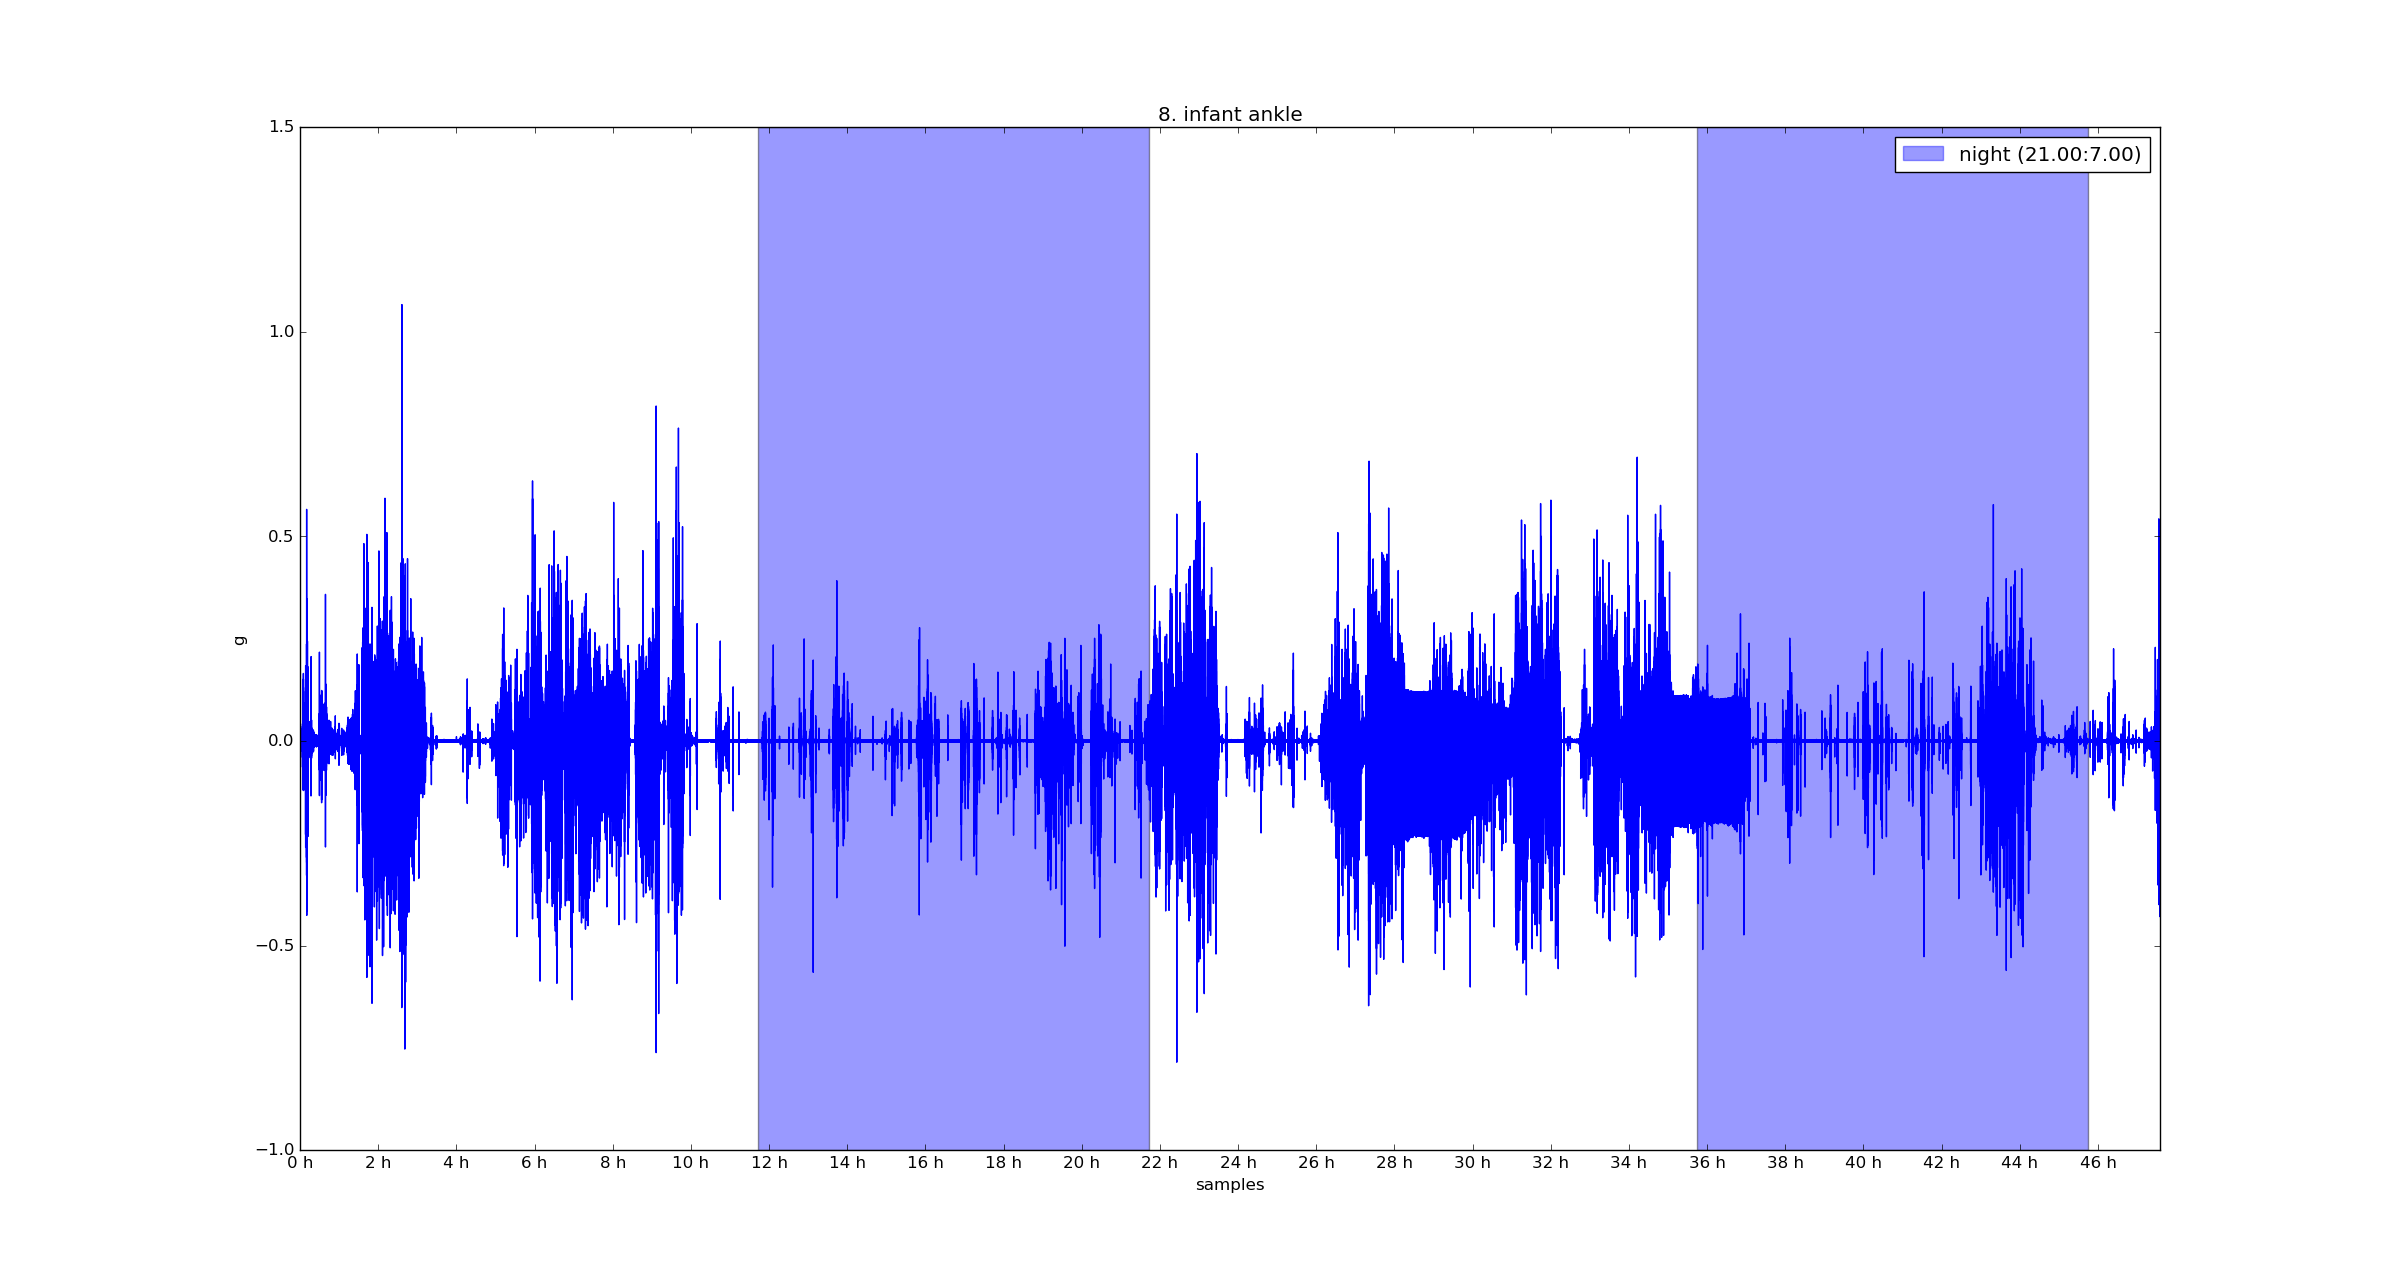 8. infant ankle
night (21.00:7.00)
1.5
1.0
0.5
0.0
−0.5
−1.0
g
0 h 2 h 4 h 6 h 8 h 10 h 12 h 14 h 16 h 18 h 20 h 22 h 24 h 26 h 28 h 30 h 32 h 34 h 36 h 38 h 40 h 42 h 44 h 46 h
samples